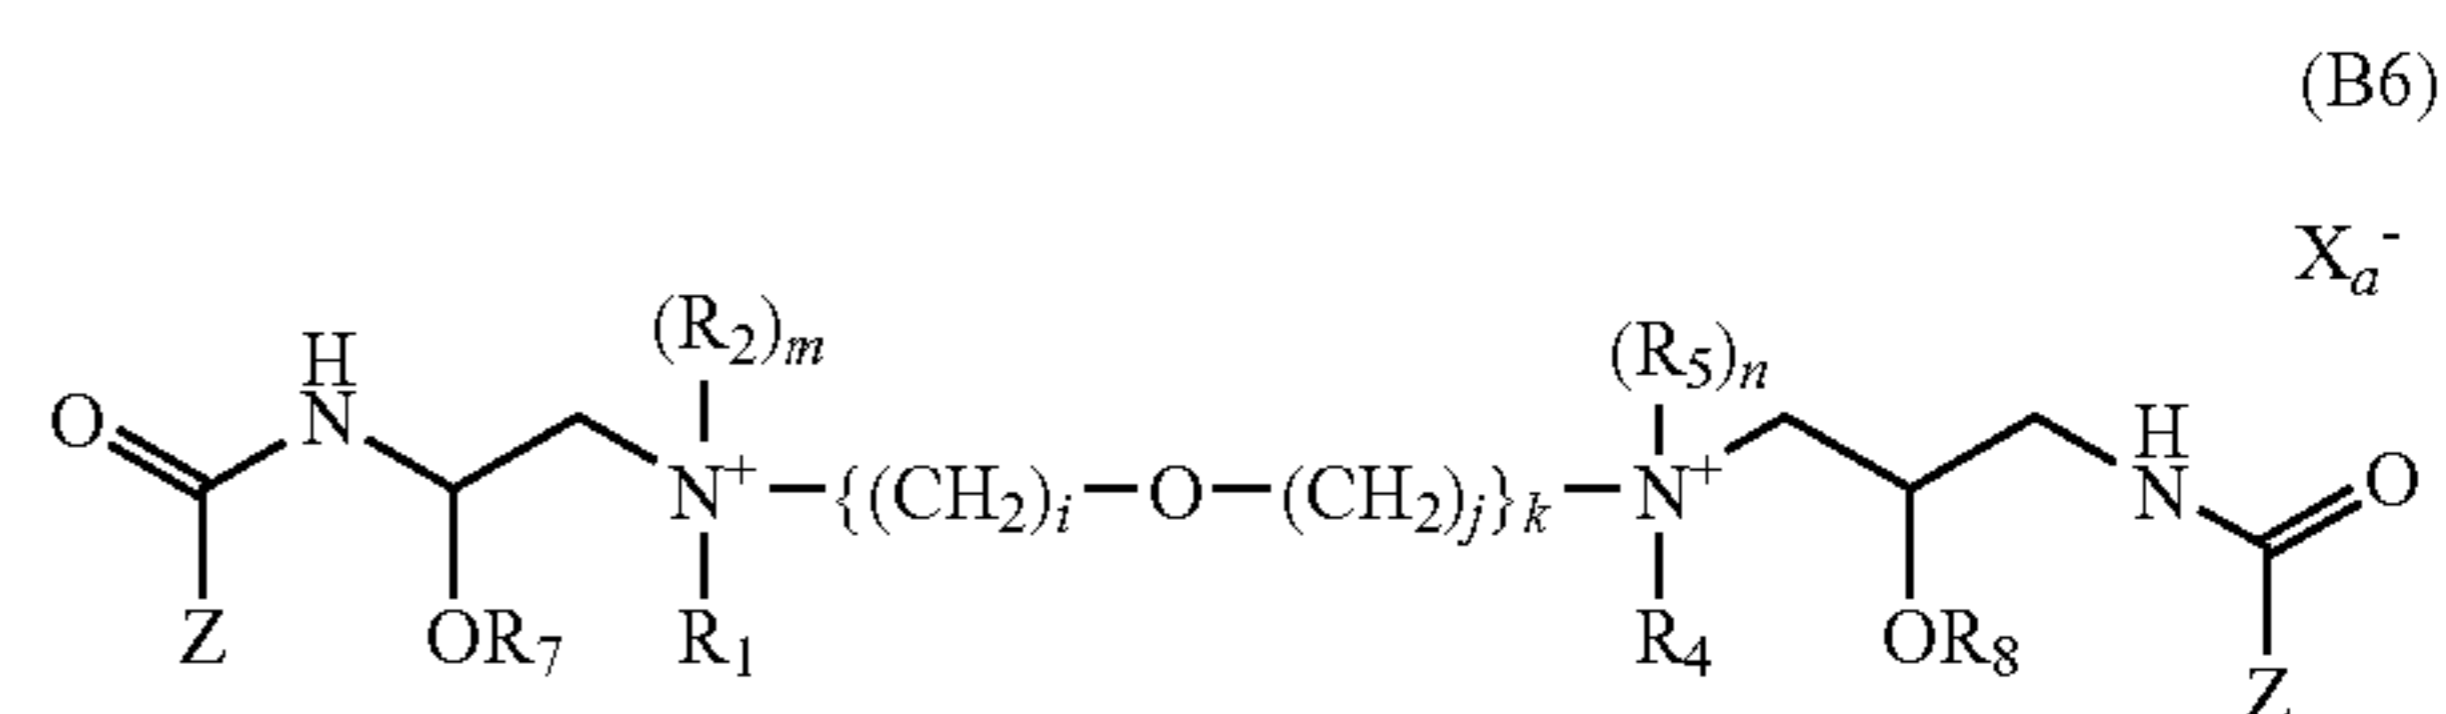 (B6)
Xa-
(R2)m (R5)n
H H
O N N+ {(CH2)i O (CH2)j}k N+ N O
Z OR7 R1 R4 OR8 Z